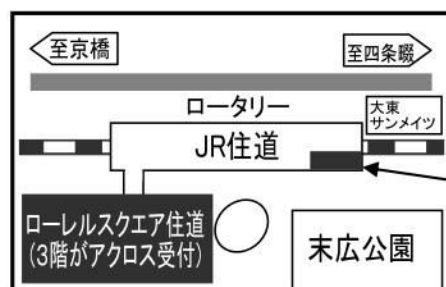 至京橋
至四条畷
ロータリー
大東
サンメイツ
JR住道
ローレルスクエア住道
(3階がアクロス受付)
末広公園